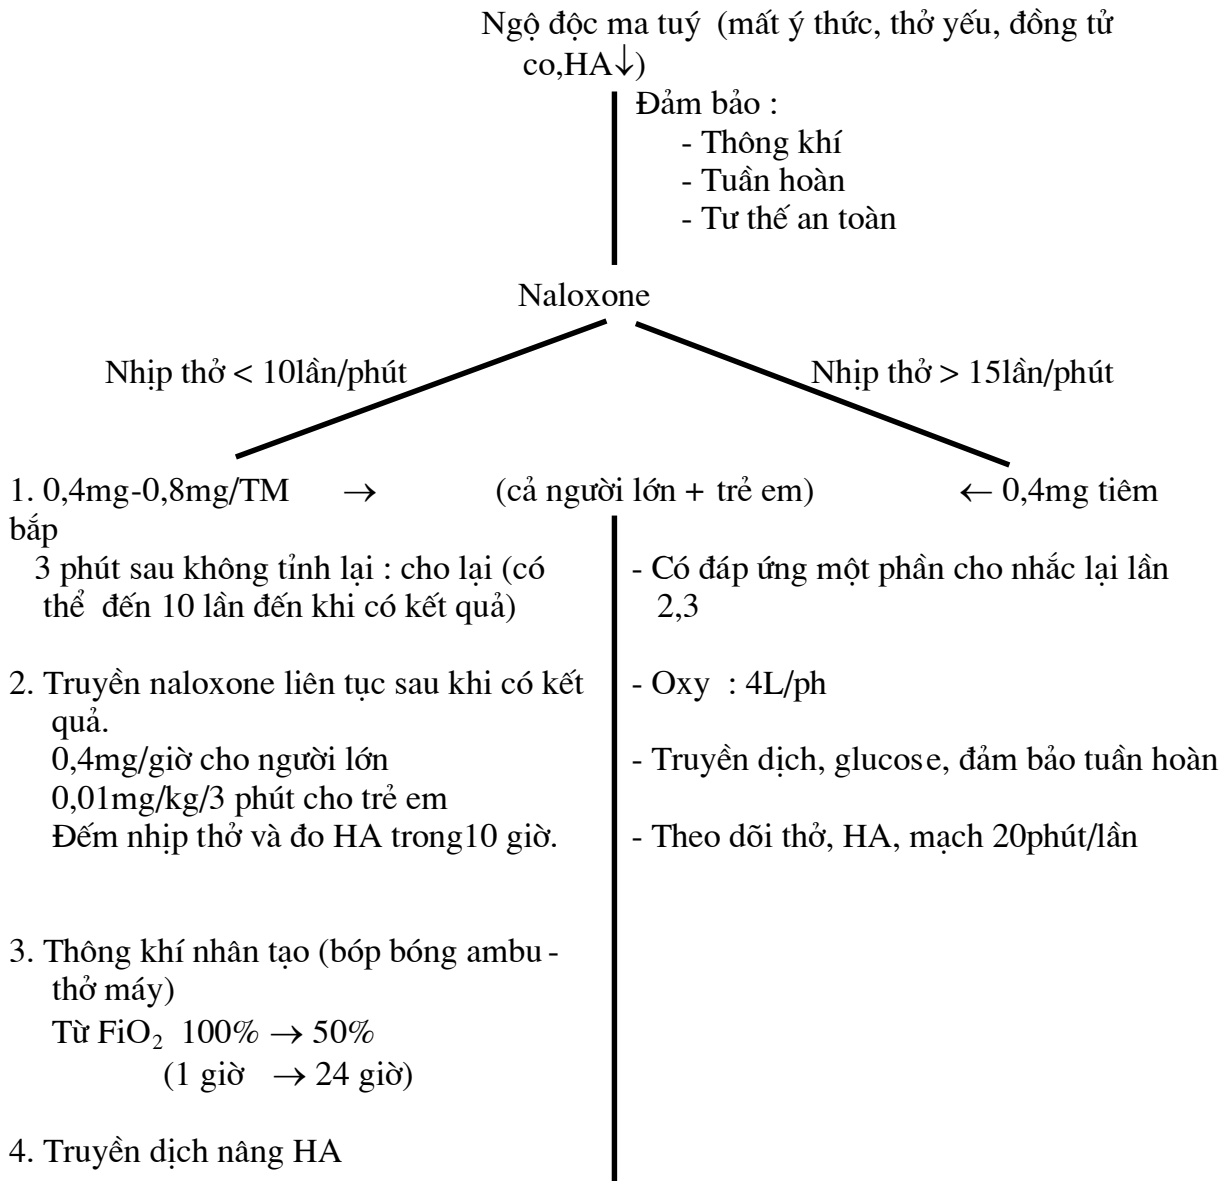 Ngộ độc ma tuý (mất ý thức, thở yếu, đồng tử
co,HA↓)
Đảm bảo :
- Thông khí
- Tuần hoàn
- Tư thế an toàn
Naloxone
Nhịp thở < 10lần/phút
Nhịp thở > 15lần/phút
1. 0,4mg-0,8mg/TM → (cả người lớn + trẻ em) ← 0,4mg tiêm
bắp
3 phút sau không tỉnh lại : cho lại (có
thể đến 10 lần đến khi có kết quả)
- Có đáp ứng một phần cho nhắc lại lần
2,3
2. Truyền naloxone liên tục sau khi có kết
quả.
0,4mg/giờ cho người lớn
0,01mg/kg/3 phút cho trẻ em
Đếm nhịp thở và đo HA trong10 giờ.
- Oxy : 4L/ph
- Truyền dịch, glucose, đảm bảo tuần hoàn
- Theo dõi thở, HA, mạch 20phút/lần
3. Thông khí nhân tạo (bóp bóng ambu -
thở máy)
Từ FiO₂ 100% → 50%
(1 giờ → 24 giờ)
4. Truyền dịch nâng HA